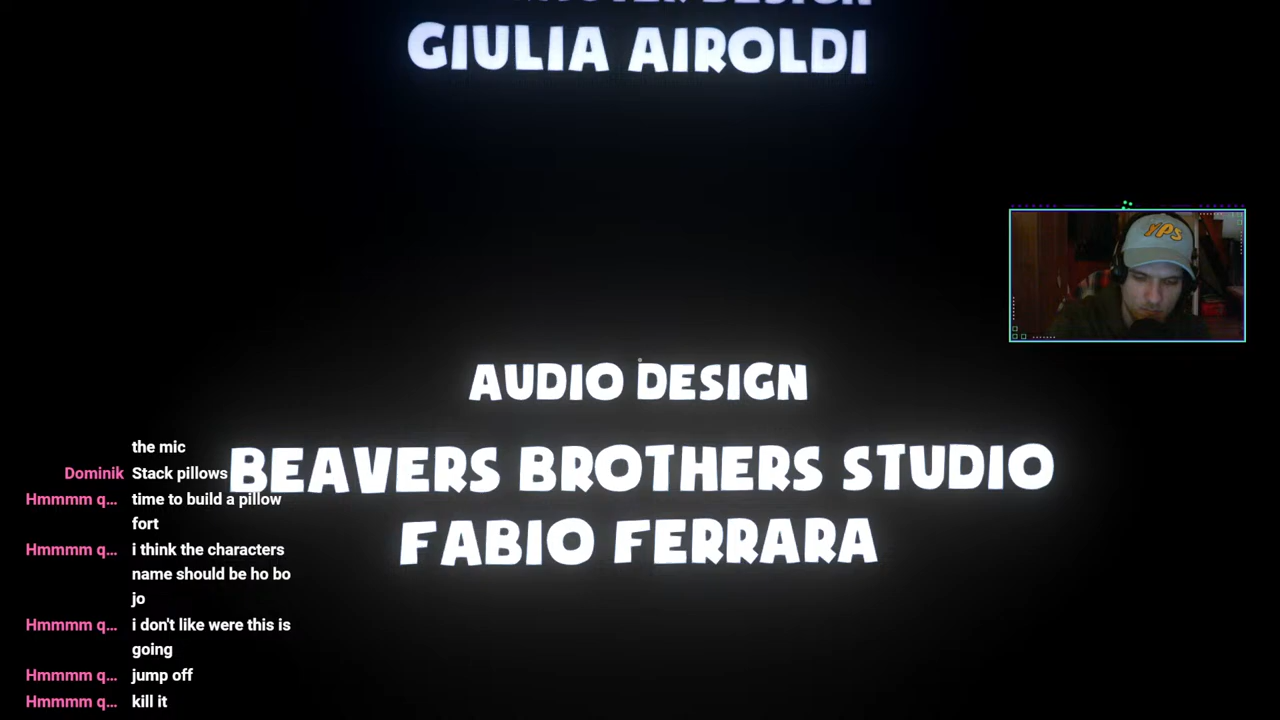 DESIGN
GIULIA AIROLDI
YPS
AUDIO DESIGN
BEAVERS BROTHERS STUDIO
FABIO FERRARA
the mic
Dominik Stack pillows
Hmmmm q... time to build a pillow
fort
Hmmmm q... i think the characters
name should be ho bo
jo
Hmmmm q... i don't like were this is
going
Hmmmm q... jump off
Hmmmm q... kill it